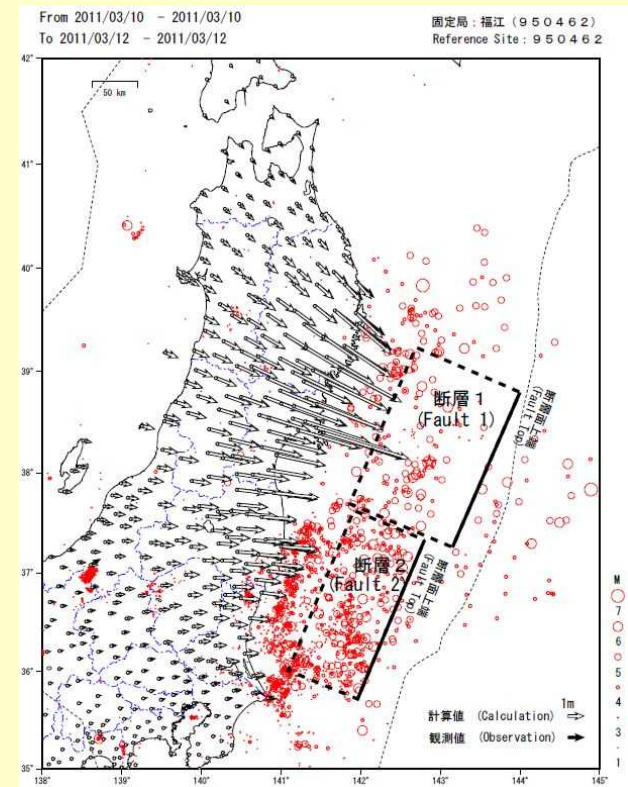 From 2011/03/10 - 2011/03/10
To 2011/03/12 - 2011/03/12
固定局：福江（９５０４６２）
Reference Site：９５０４６２
42°
50 km
41°
40°
39°
断層１
(Fault 1)
断層面上端
(Fault Top)
38°
37°
断層２
(Fault 2)
断層面上端
(Fault Top)
36°
35°
M
7
6
5
4
3
1
1m
計算値 (Calculation)
観測値 (Observation)
138°
139°
140°
141°
142°
143°
144°
145°